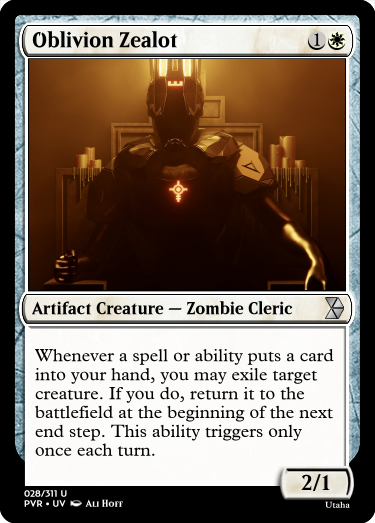 Oblivion Zealot 1
Artifact Creature — Zombie Cleric
Whenever a spell or ability puts a card
into your hand, you may exile target
creature. If you do, return it to the
battlefield at the beginning of the next
end step. This ability triggers only
once each turn.
2/1
028/311 U
PVR • UV Ali Hoff
Utaha